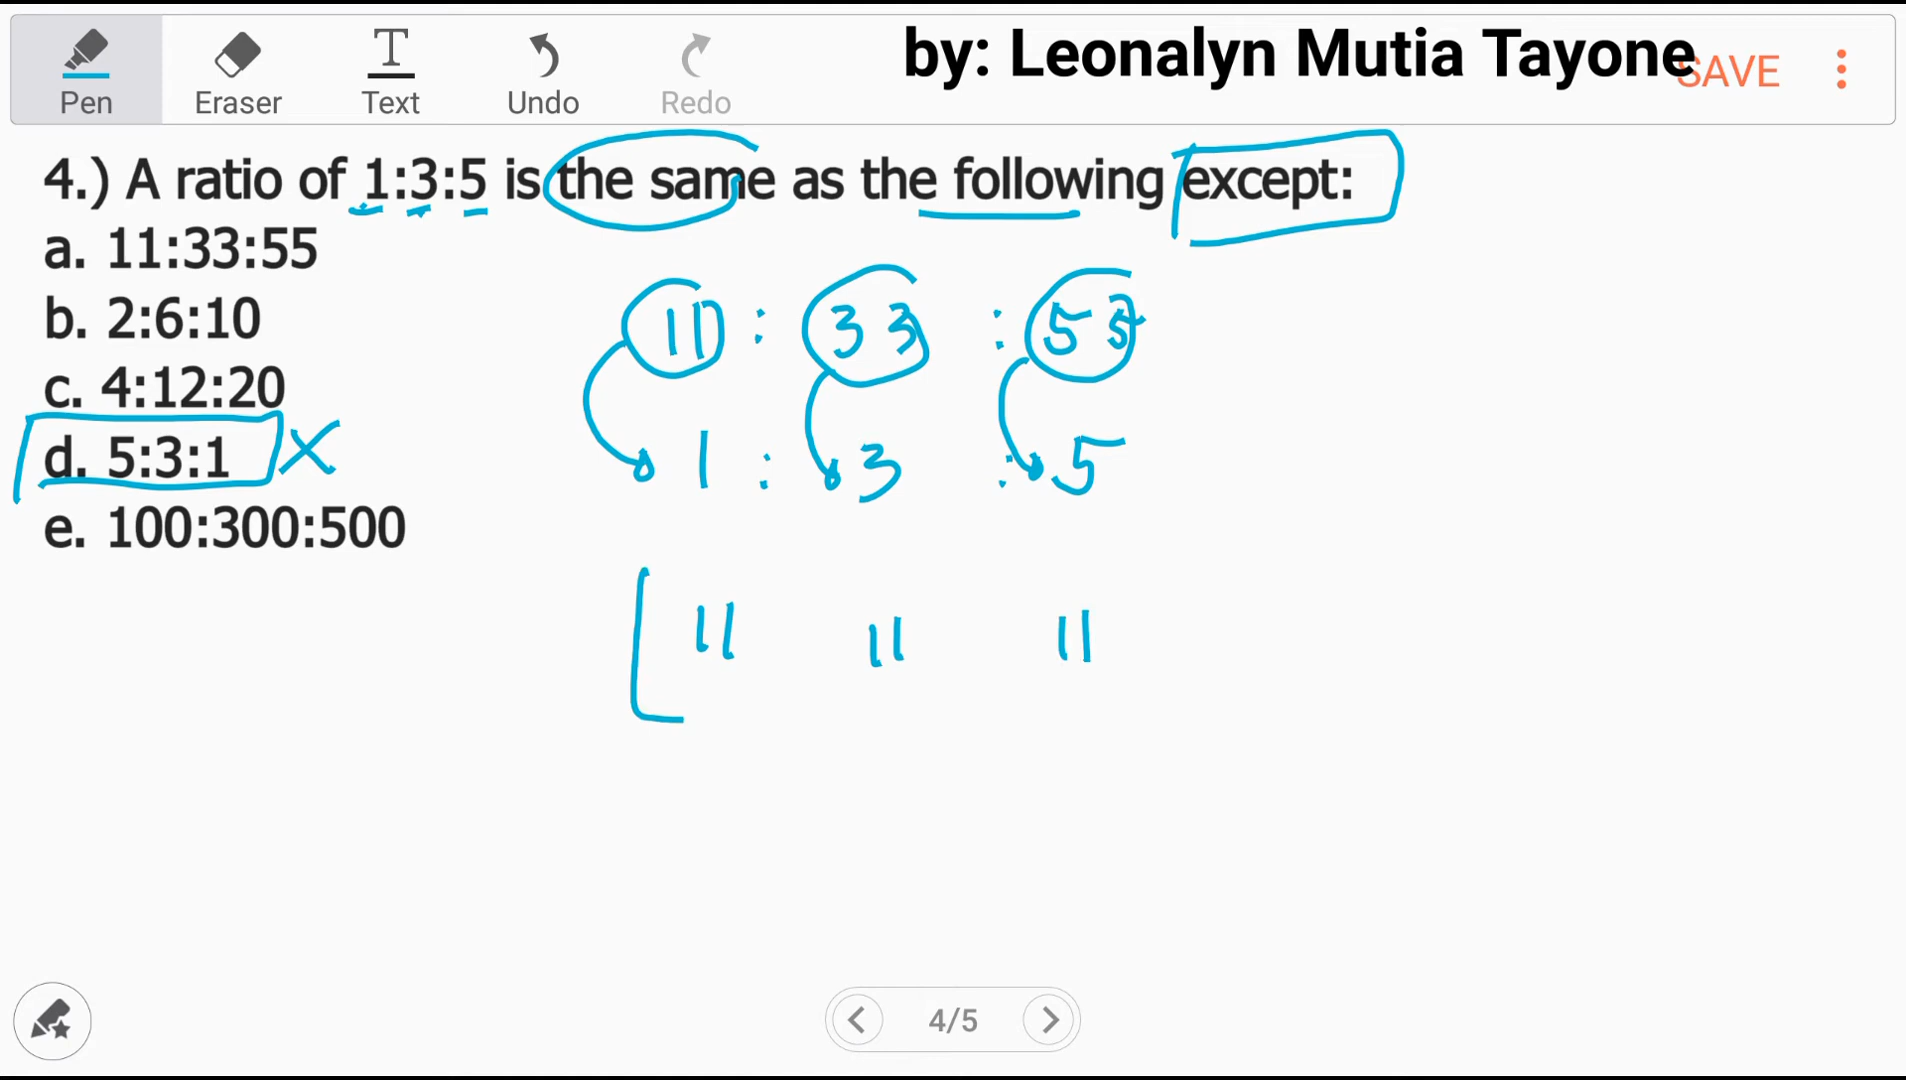 by: Leonalyn Mutia Tayone
SAVE
Pen
Eraser
Text
Undo
Redo
4.) A ratio of 1:3:5 is the same as the following except:
a. 11:33:55
b. 2:6:10
c. 4:12:20
d. 5:3:1 X
e. 100:300:500
11 : 33 : 55
1 : 3 : 5
11 11 11
4/5